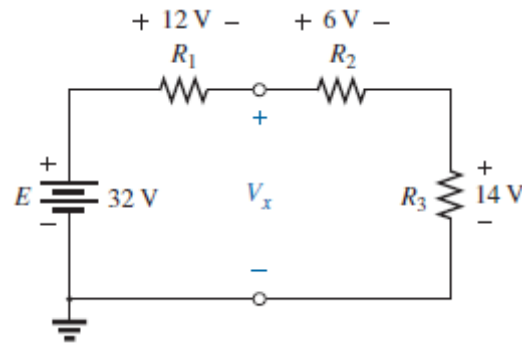 + 12 V − + 6 V −
R₁ R₂
+
+ +
E 32 V Vₓ R₃ 14 V
− −
−